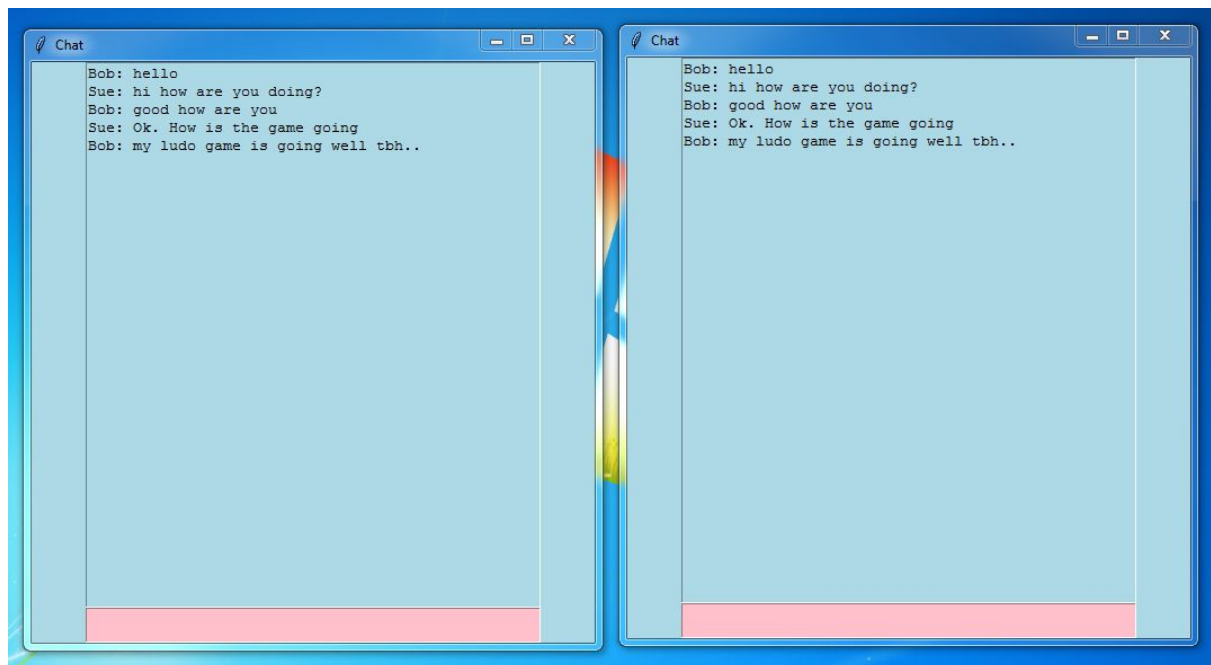 Chat
Bob: hello
Sue: hi how are you doing?
Bob: good how are you
Sue: Ok. How is the game going
Bob: my ludo game is going well tbh..
Chat
Bob: hello
Sue: hi how are you doing?
Bob: good how are you
Sue: Ok. How is the game going
Bob: my ludo game is going well tbh..